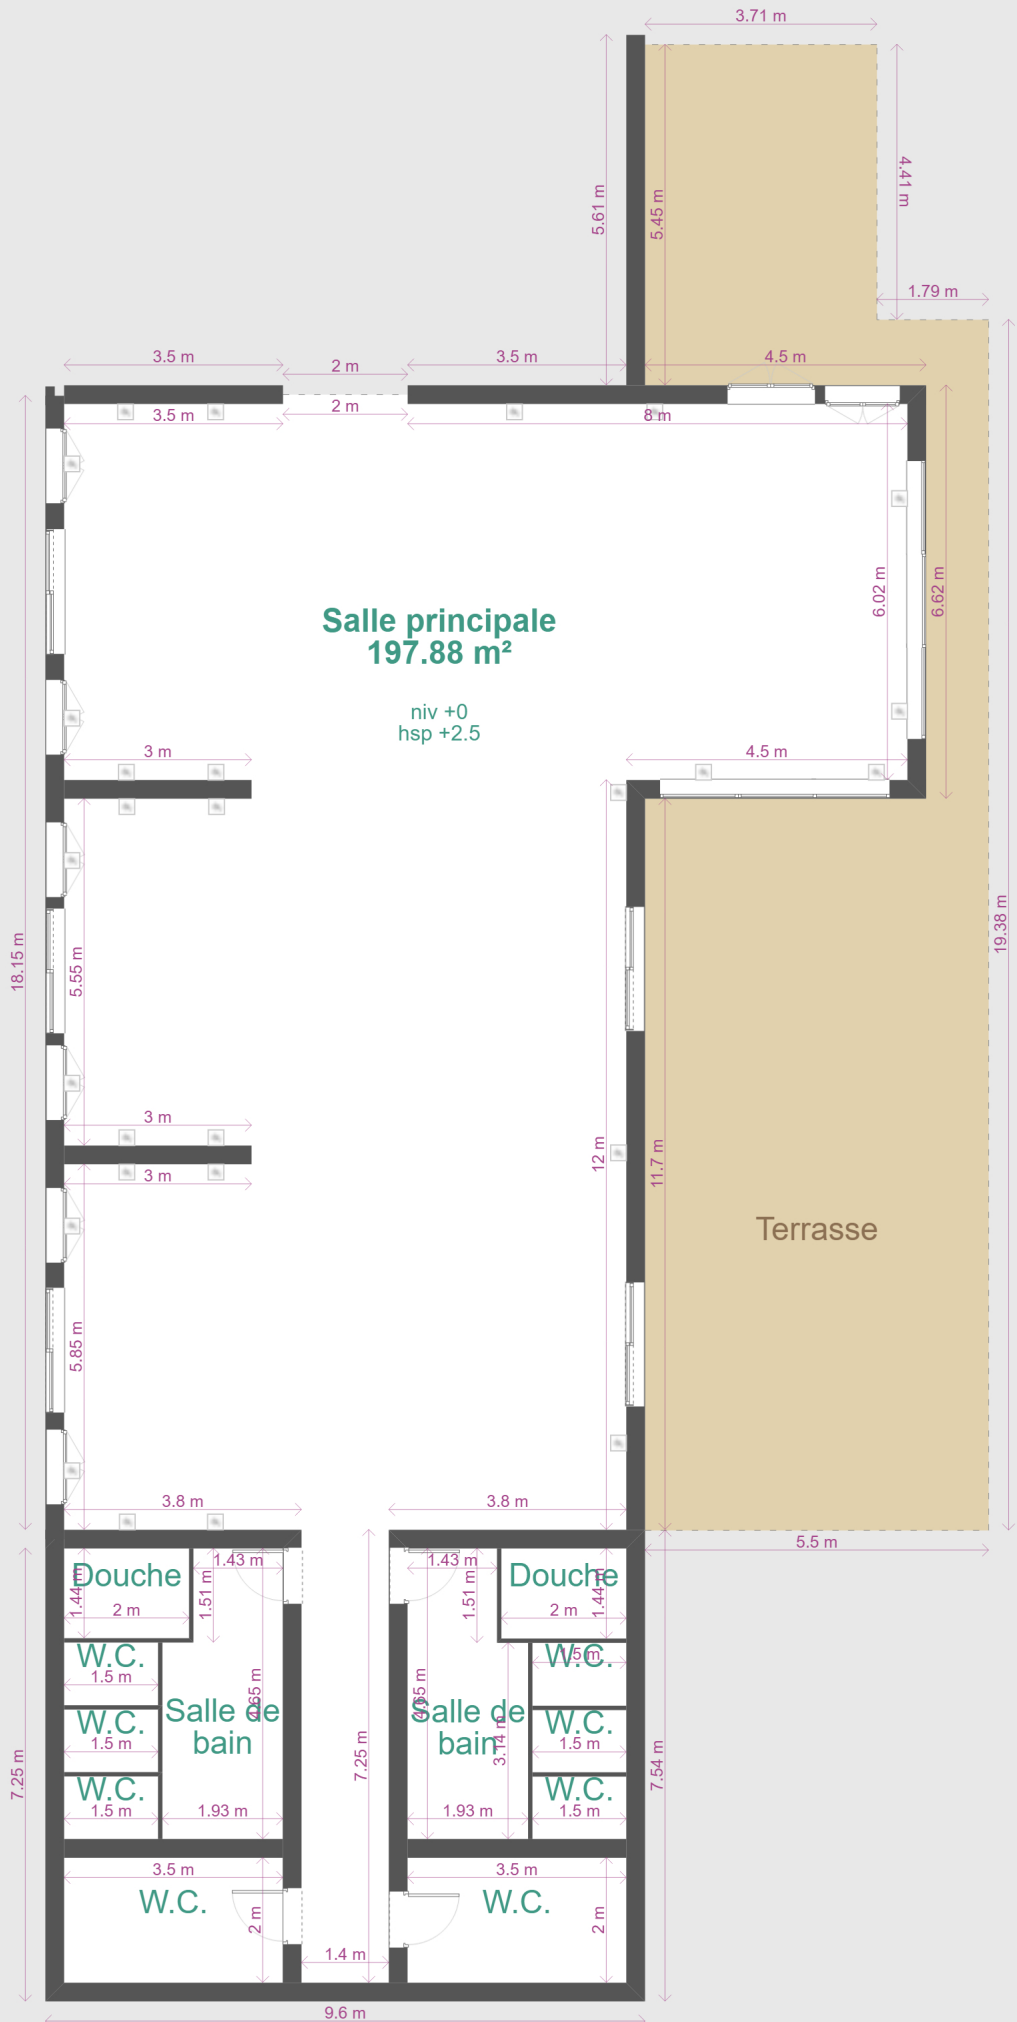 3.71 m
5.61 m
5.45 m
4.41 m
1.79 m
3.5 m
2 m
3.5 m
4.5 m
3.5 m
2 m
8 m
6.02 m
6.62 m
Salle principale
197.88 m²
niv +0
hsp +2.5
3 m
4.5 m
18.15 m
5.55 m
19.38 m
3 m
12 m
11.7 m
3 m
Terrasse
5.85 m
3.8 m
3.8 m
5.5 m
1.43 m
1.43 m
Douche
Douche
1.44 m
1.51 m
1.51 m
1.44 m
2 m
2 m
W.C.
W.C.
1.5 m
1.5 m
4.65 m
4.65 m
Salle de
bain
Salle de
bain
W.C.
W.C.
1.5 m
1.5 m
3.14 m
7.25 m
7.25 m
7.54 m
W.C.
W.C.
1.5 m
1.93 m
1.93 m
1.5 m
3.5 m
3.5 m
W.C.
W.C.
2 m
2 m
1.4 m
9.6 m